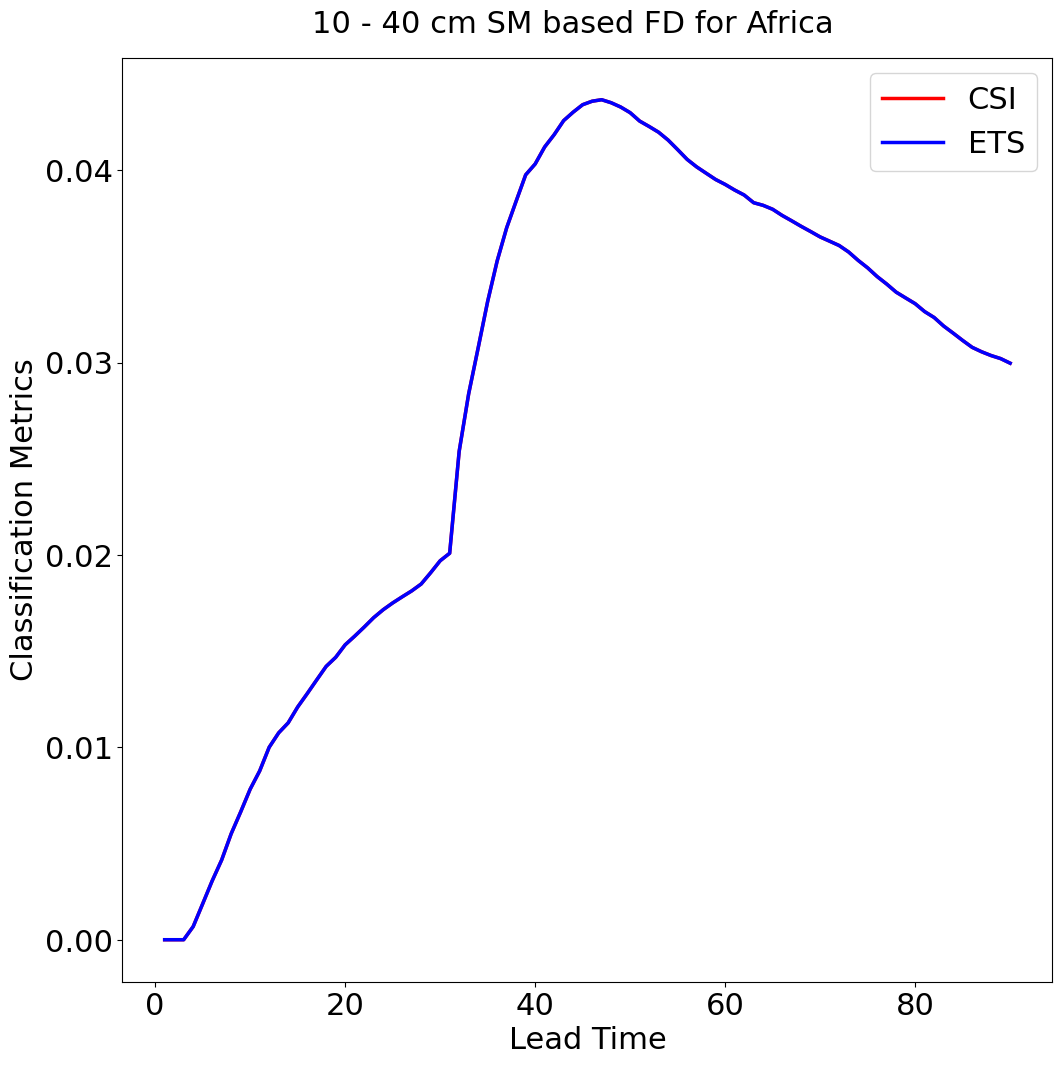 10 - 40 cm SM based FD for Africa
CSI
ETS
Classification Metrics
0.04
0.03
0.02
0.01
0.00
0 20 40 60 80
Lead Time